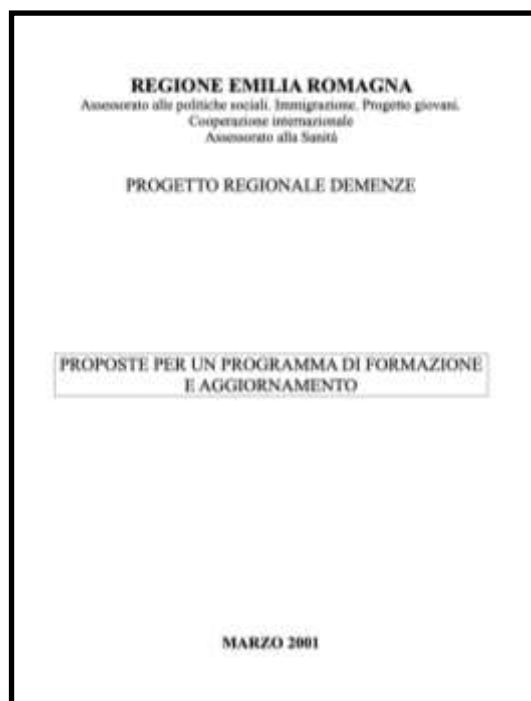 REGIONE EMILIA ROMAGNA
Assessorato alle politiche sociali. Immigrazione. Progetto giovani.
Cooperazione internazionale
Assessorato alla Sanità
PROGETTO REGIONALE DEMENZE
PROPOSTE PER UN PROGRAMMA DI FORMAZIONE
E AGGIORNAMENTO
MARZO 2001